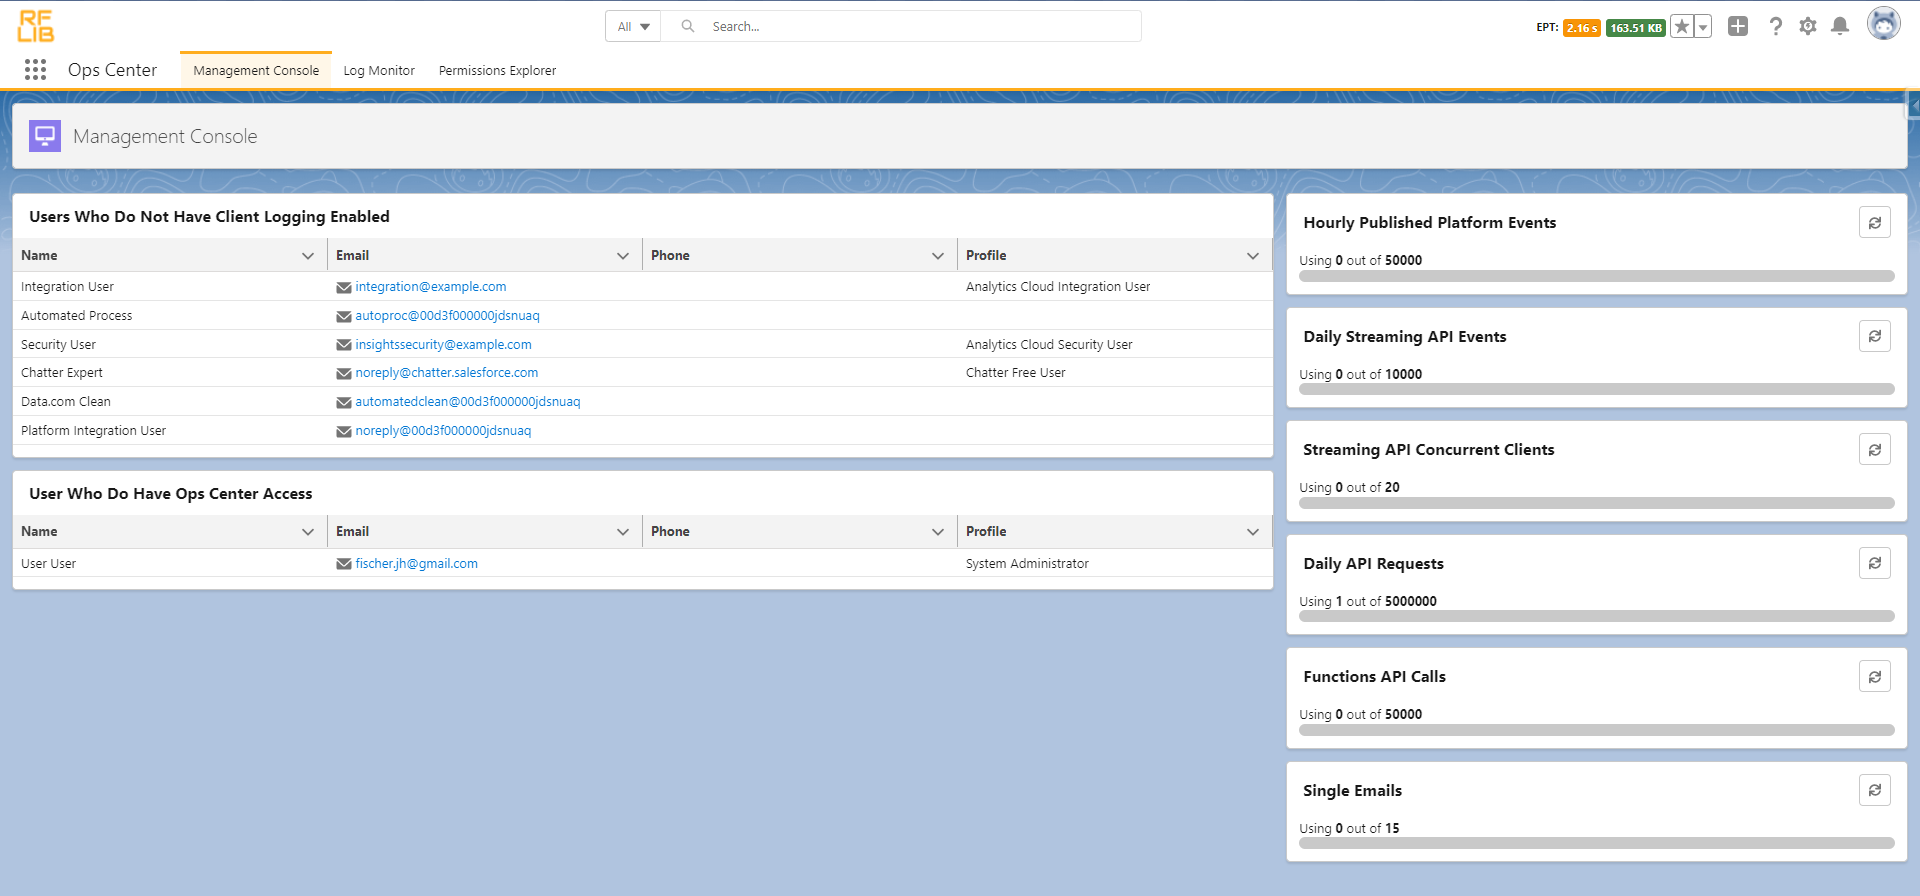 RF
LIB
All
Search...
EPT: 2.16 s 163.51 KB
Ops Center
Management Console
Log Monitor
Permissions Explorer
Management Console
Users Who Do Not Have Client Logging Enabled
Name Email Phone Profile
Integration User integration@example.com Analytics Cloud Integration User
Automated Process autoproc@00d3f000000jdsnuaq
Security User insightssecurity@example.com Analytics Cloud Security User
Chatter Expert noreply@chatter.salesforce.com Chatter Free User
Data.com Clean automatedclean@00d3f000000jdsnuaq
Platform Integration User noreply@00d3f000000jdsnuaq
User Who Do Have Ops Center Access
Name Email Phone Profile
User User fischer.jh@gmail.com System Administrator
Hourly Published Platform Events
Using 0 out of 50000
Daily Streaming API Events
Using 0 out of 10000
Streaming API Concurrent Clients
Using 0 out of 20
Daily API Requests
Using 1 out of 5000000
Functions API Calls
Using 0 out of 50000
Single Emails
Using 0 out of 15